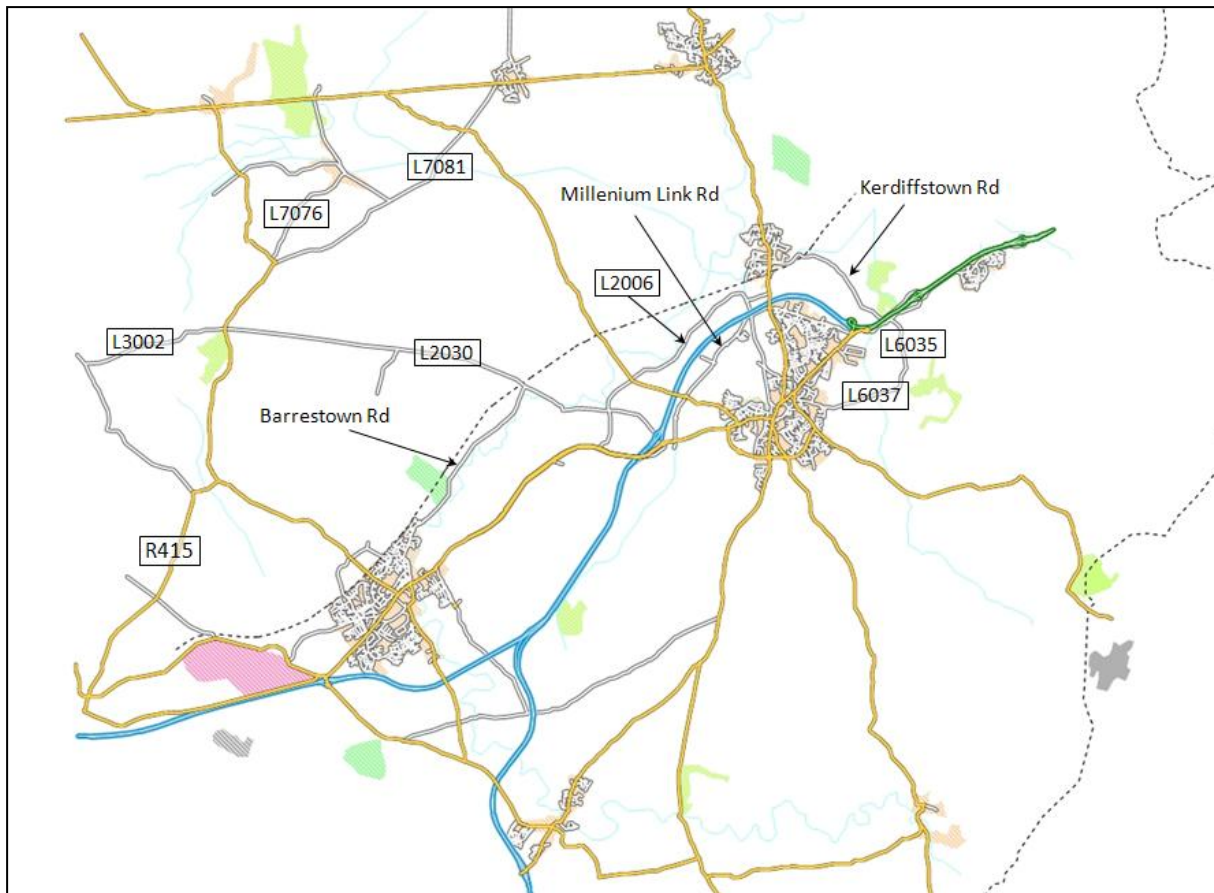 L7081
Millenium Link Rd
Kerdiffstown Rd
L7076
L2006
L3002
L2030
L6035
L6037
Barrestown Rd
R415